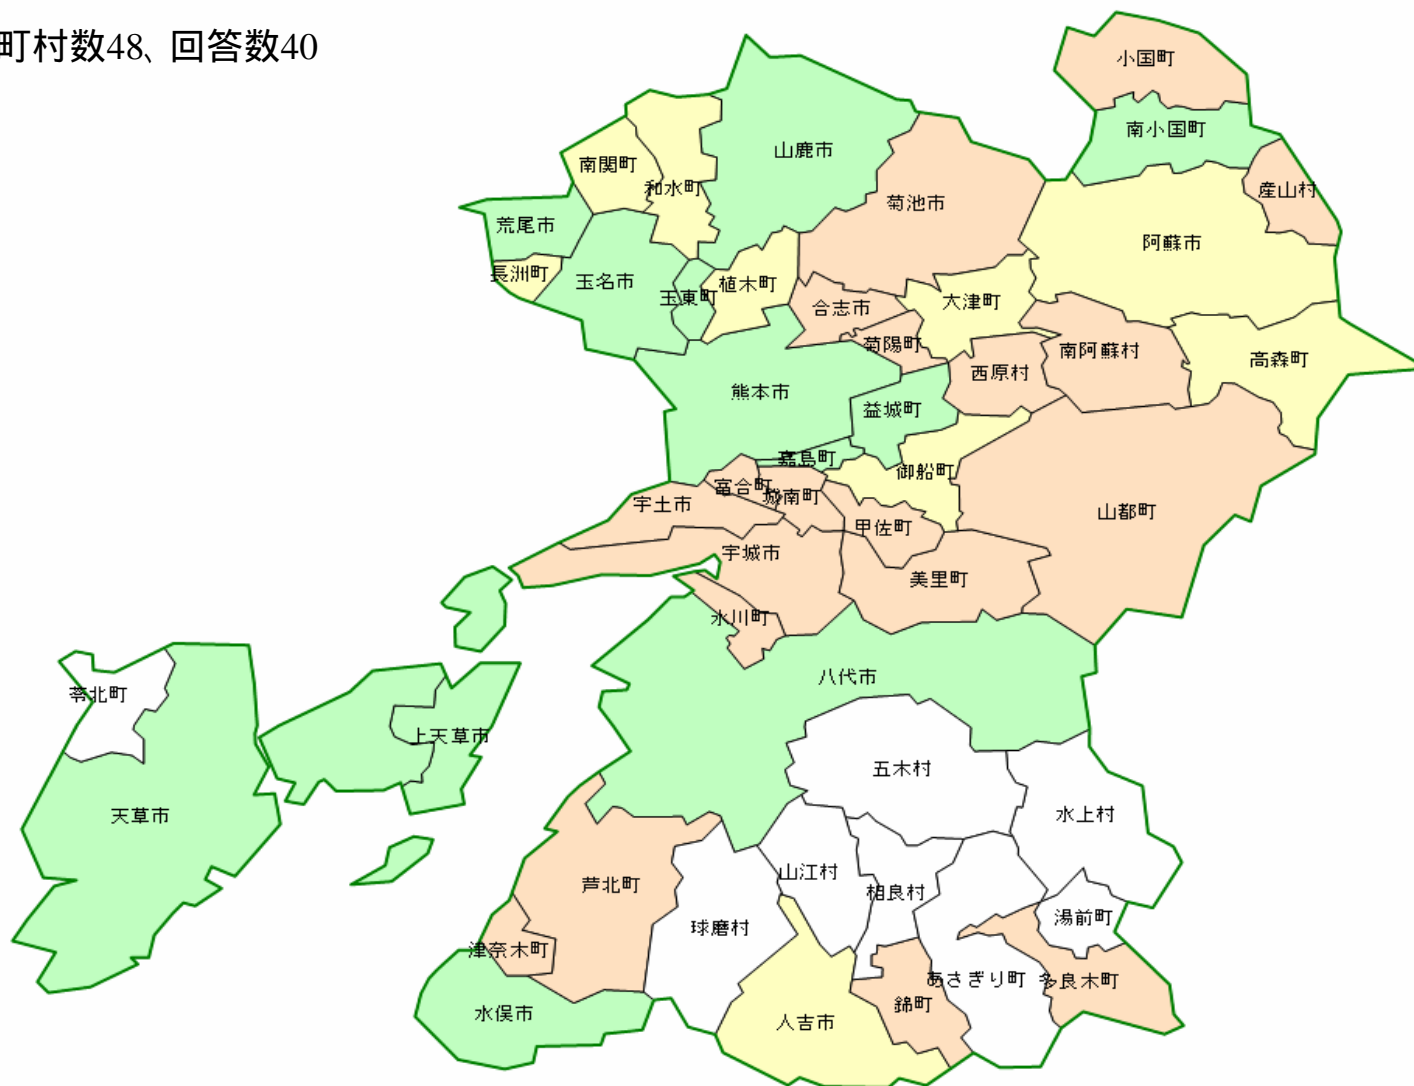 町村数48、回答数40
小国町
南小国町
産山村
山鹿市
南関町
和水町
菊池市
荒尾市
阿蘇市
長洲町
玉名市
玉東町
植木町
合志市
大津町
菊陽町
南阿蘇村
西原村
高森町
熊本市
益城町
嘉島町
御船町
富合町
城南町
宇土市
甲佐町
山都町
宇城市
美里町
氷川町
八代市
苓北町
上天草市
天草市
五木村
水上村
山江村
相良村
芦北町
球磨村
湯前町
津奈木町
あさぎり町
多良木町
水俣市
人吉市
錦町